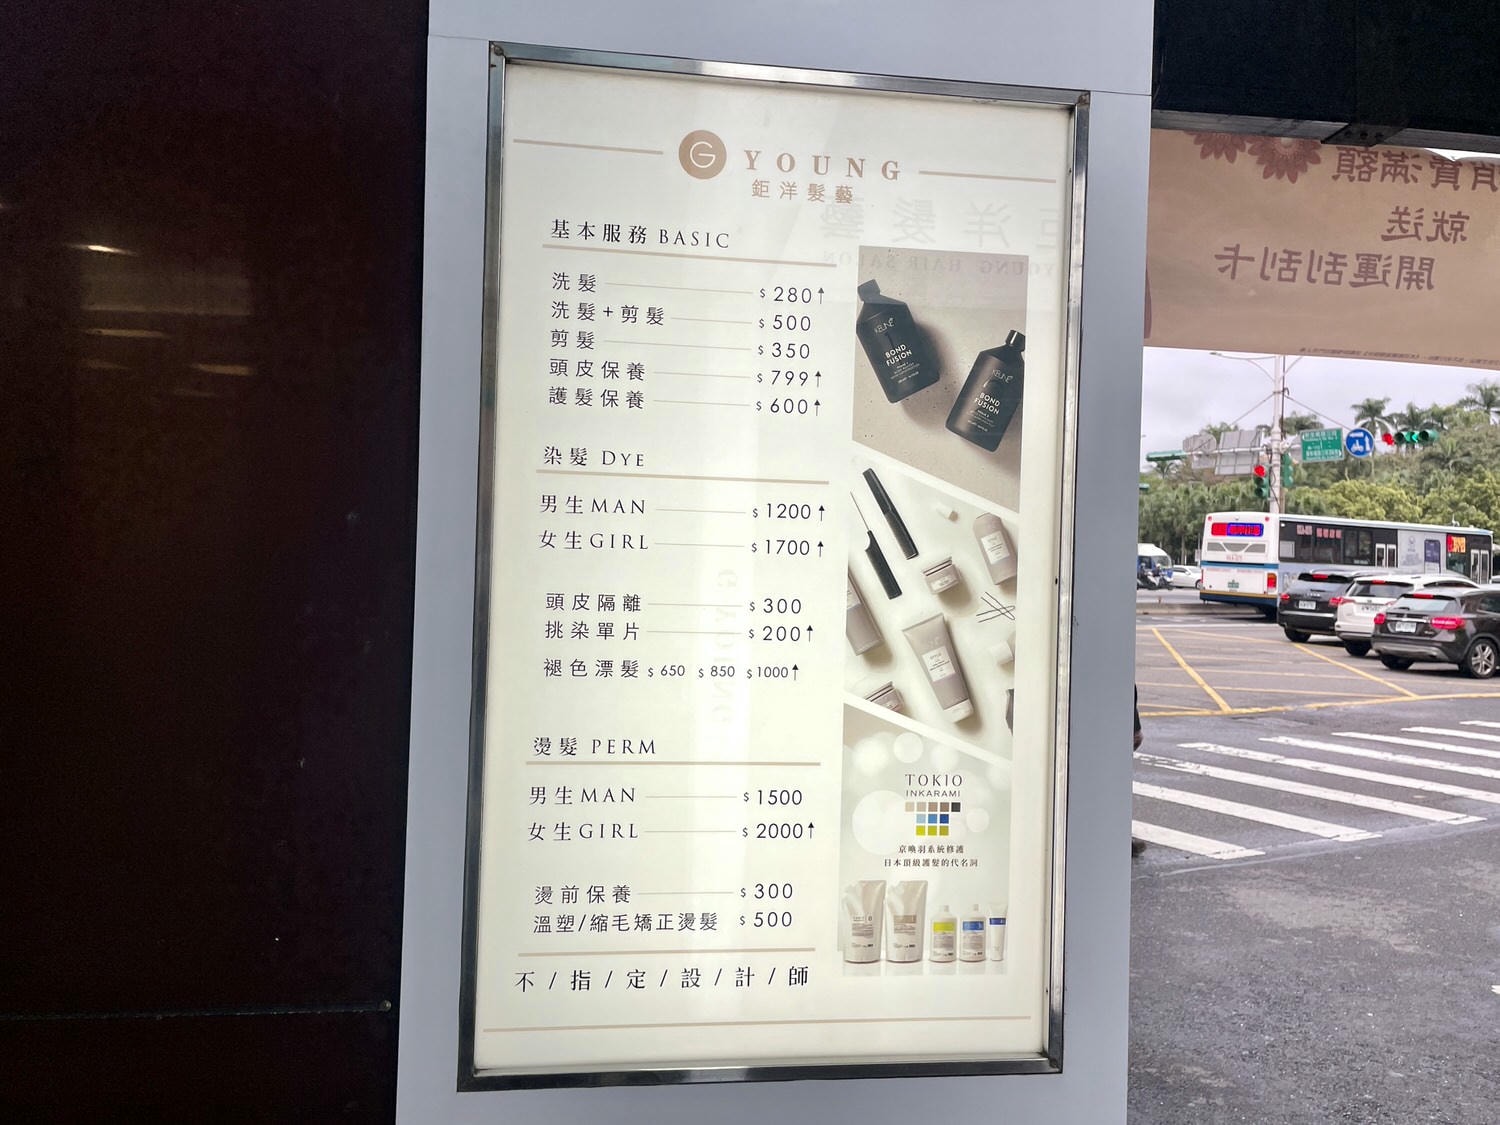 G YOUNG
鉅洋髮藝
基本服務 BASIC
洗髮 $280↑
洗髮+剪髮 $500
剪髮 $350
頭皮保養 $799↑
護髮保養 $600↑
染髮 DYE
男生MAN $1200↑
女生GIRL $1700↑
頭皮隔離 $300
挑染單片 $200↑
褪色漂髮 $650 $850 $1000↑
燙髮 PERM
男生MAN $1500
女生GIRL $2000↑
燙前保養 $300
溫塑/縮毛矯正燙髮 $500
不/指/定/設/計/師
KEUNE
BOND
FUSION
KEUNE
BOND
FUSION
TOKIO
INKARAMI
京喚羽系統修護
日本頂級護髮的代名詞
消費滿額
就送
開運刮刮卡